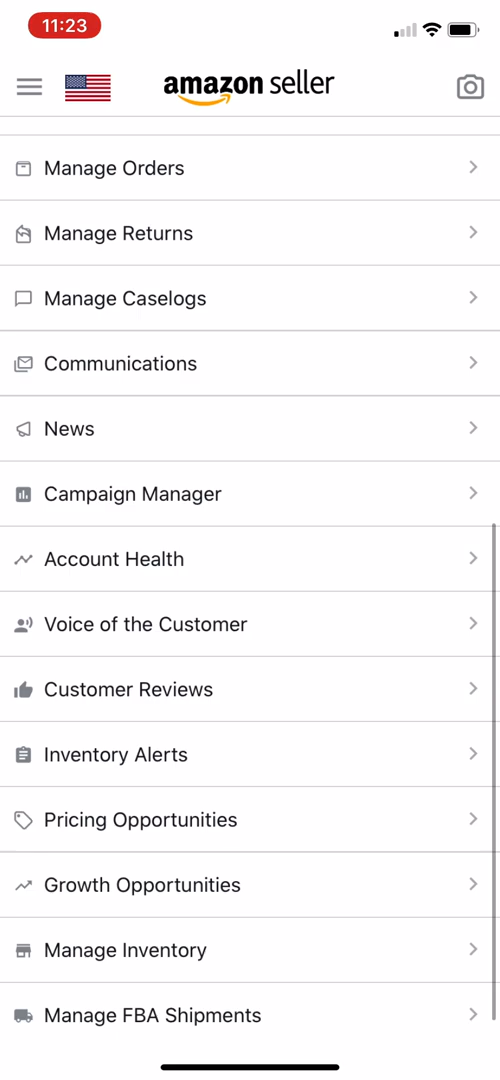 11:23
amazon seller
Manage Orders
Manage Returns
Manage Caselogs
Communications
News
Campaign Manager
Account Health
Voice of the Customer
Customer Reviews
Inventory Alerts
Pricing Opportunities
Growth Opportunities
Manage Inventory
Manage FBA Shipments